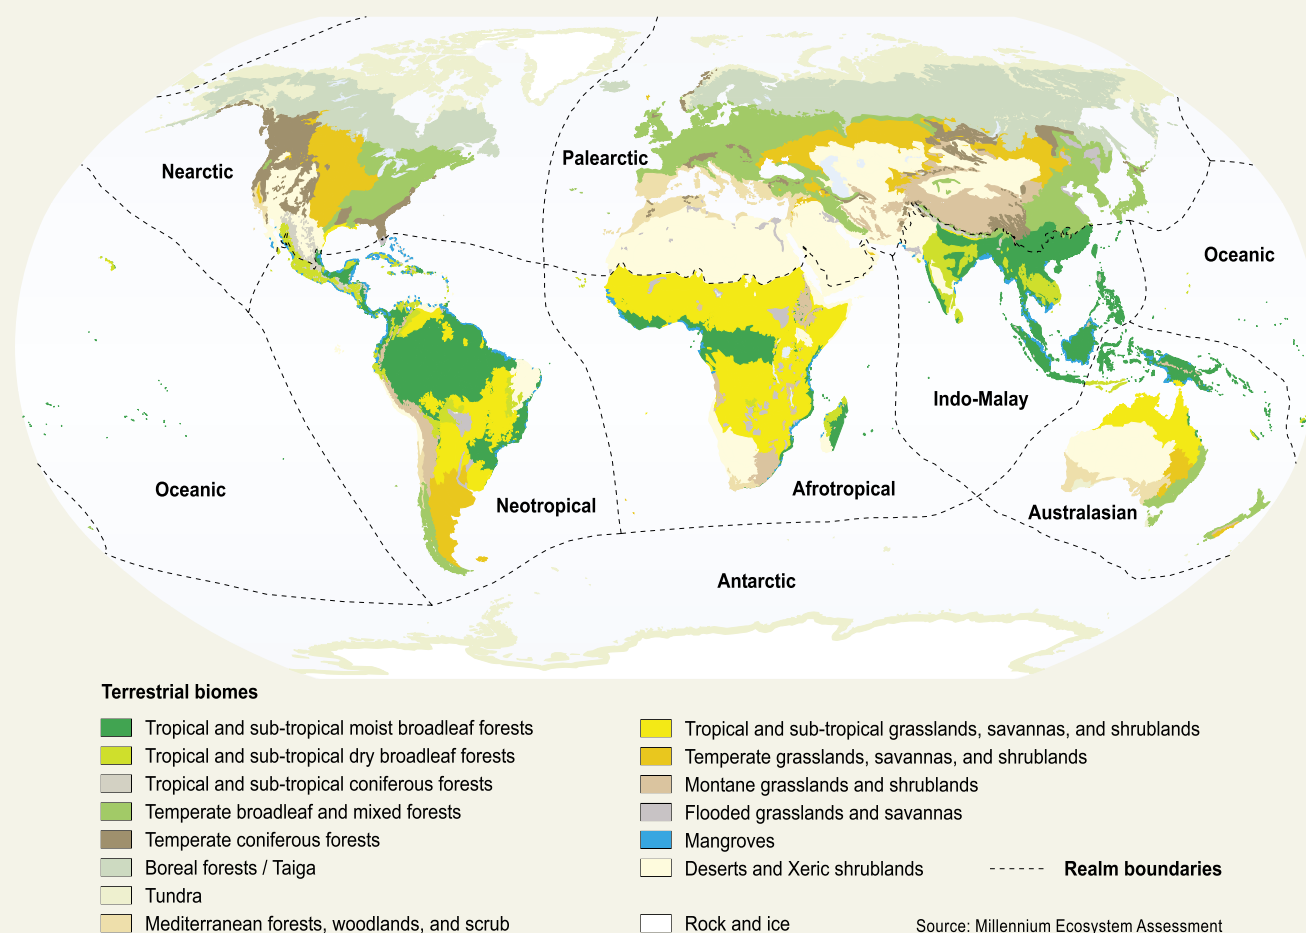 Nearctic
Palearctic
Oceanic
Indo-Malay
Oceanic
Neotropical
Afrotropical
Australasian
Antarctic
Terrestrial biomes
Tropical and sub-tropical moist broadleaf forests
Tropical and sub-tropical dry broadleaf forests
Tropical and sub-tropical coniferous forests
Temperate broadleaf and mixed forests
Temperate coniferous forests
Boreal forests / Taiga
Tundra
Mediterranean forests, woodlands, and scrub
Tropical and sub-tropical grasslands, savannas, and shrublands
Temperate grasslands, savannas, and shrublands
Montane grasslands and shrublands
Flooded grasslands and savannas
Mangroves
Deserts and Xeric shrublands
Rock and ice
Realm boundaries
Source: Millennium Ecosystem Assessment